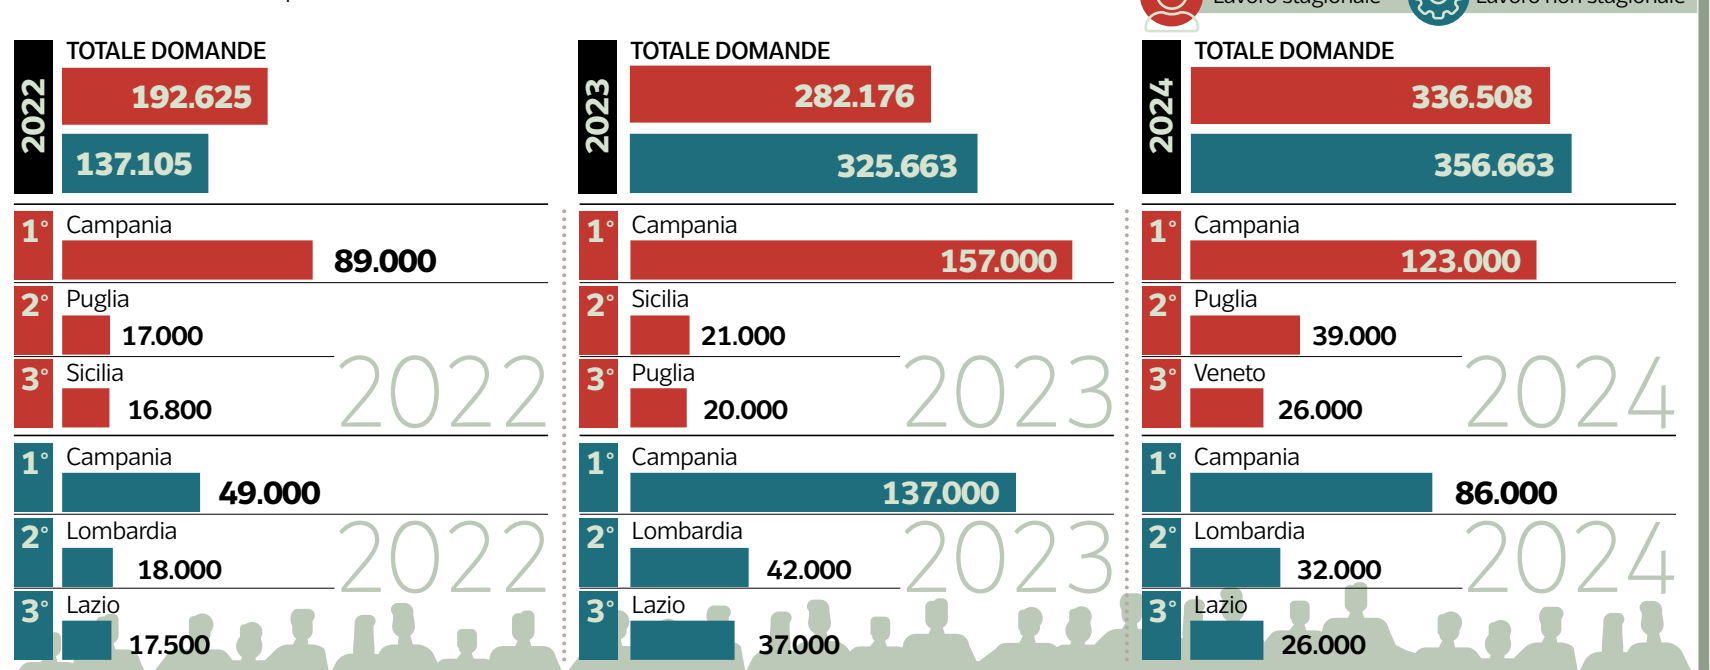 Lavoro stagionale
Lavoro non stagionale
2022
TOTALE DOMANDE
192.625
137.105
1° Campania
89.000
2° Puglia
17.000
3° Sicilia
16.800
2022
1° Campania
49.000
2° Lombardia
18.000
3° Lazio
17.500
2022
2023
TOTALE DOMANDE
282.176
325.663
1° Campania
157.000
2° Sicilia
21.000
3° Puglia
20.000
2023
1° Campania
137.000
2° Lombardia
42.000
3° Lazio
37.000
2023
2024
TOTALE DOMANDE
336.508
356.663
1° Campania
123.000
2° Puglia
39.000
3° Veneto
26.000
2024
1° Campania
86.000
2° Lombardia
32.000
3° Lazio
26.000
2024